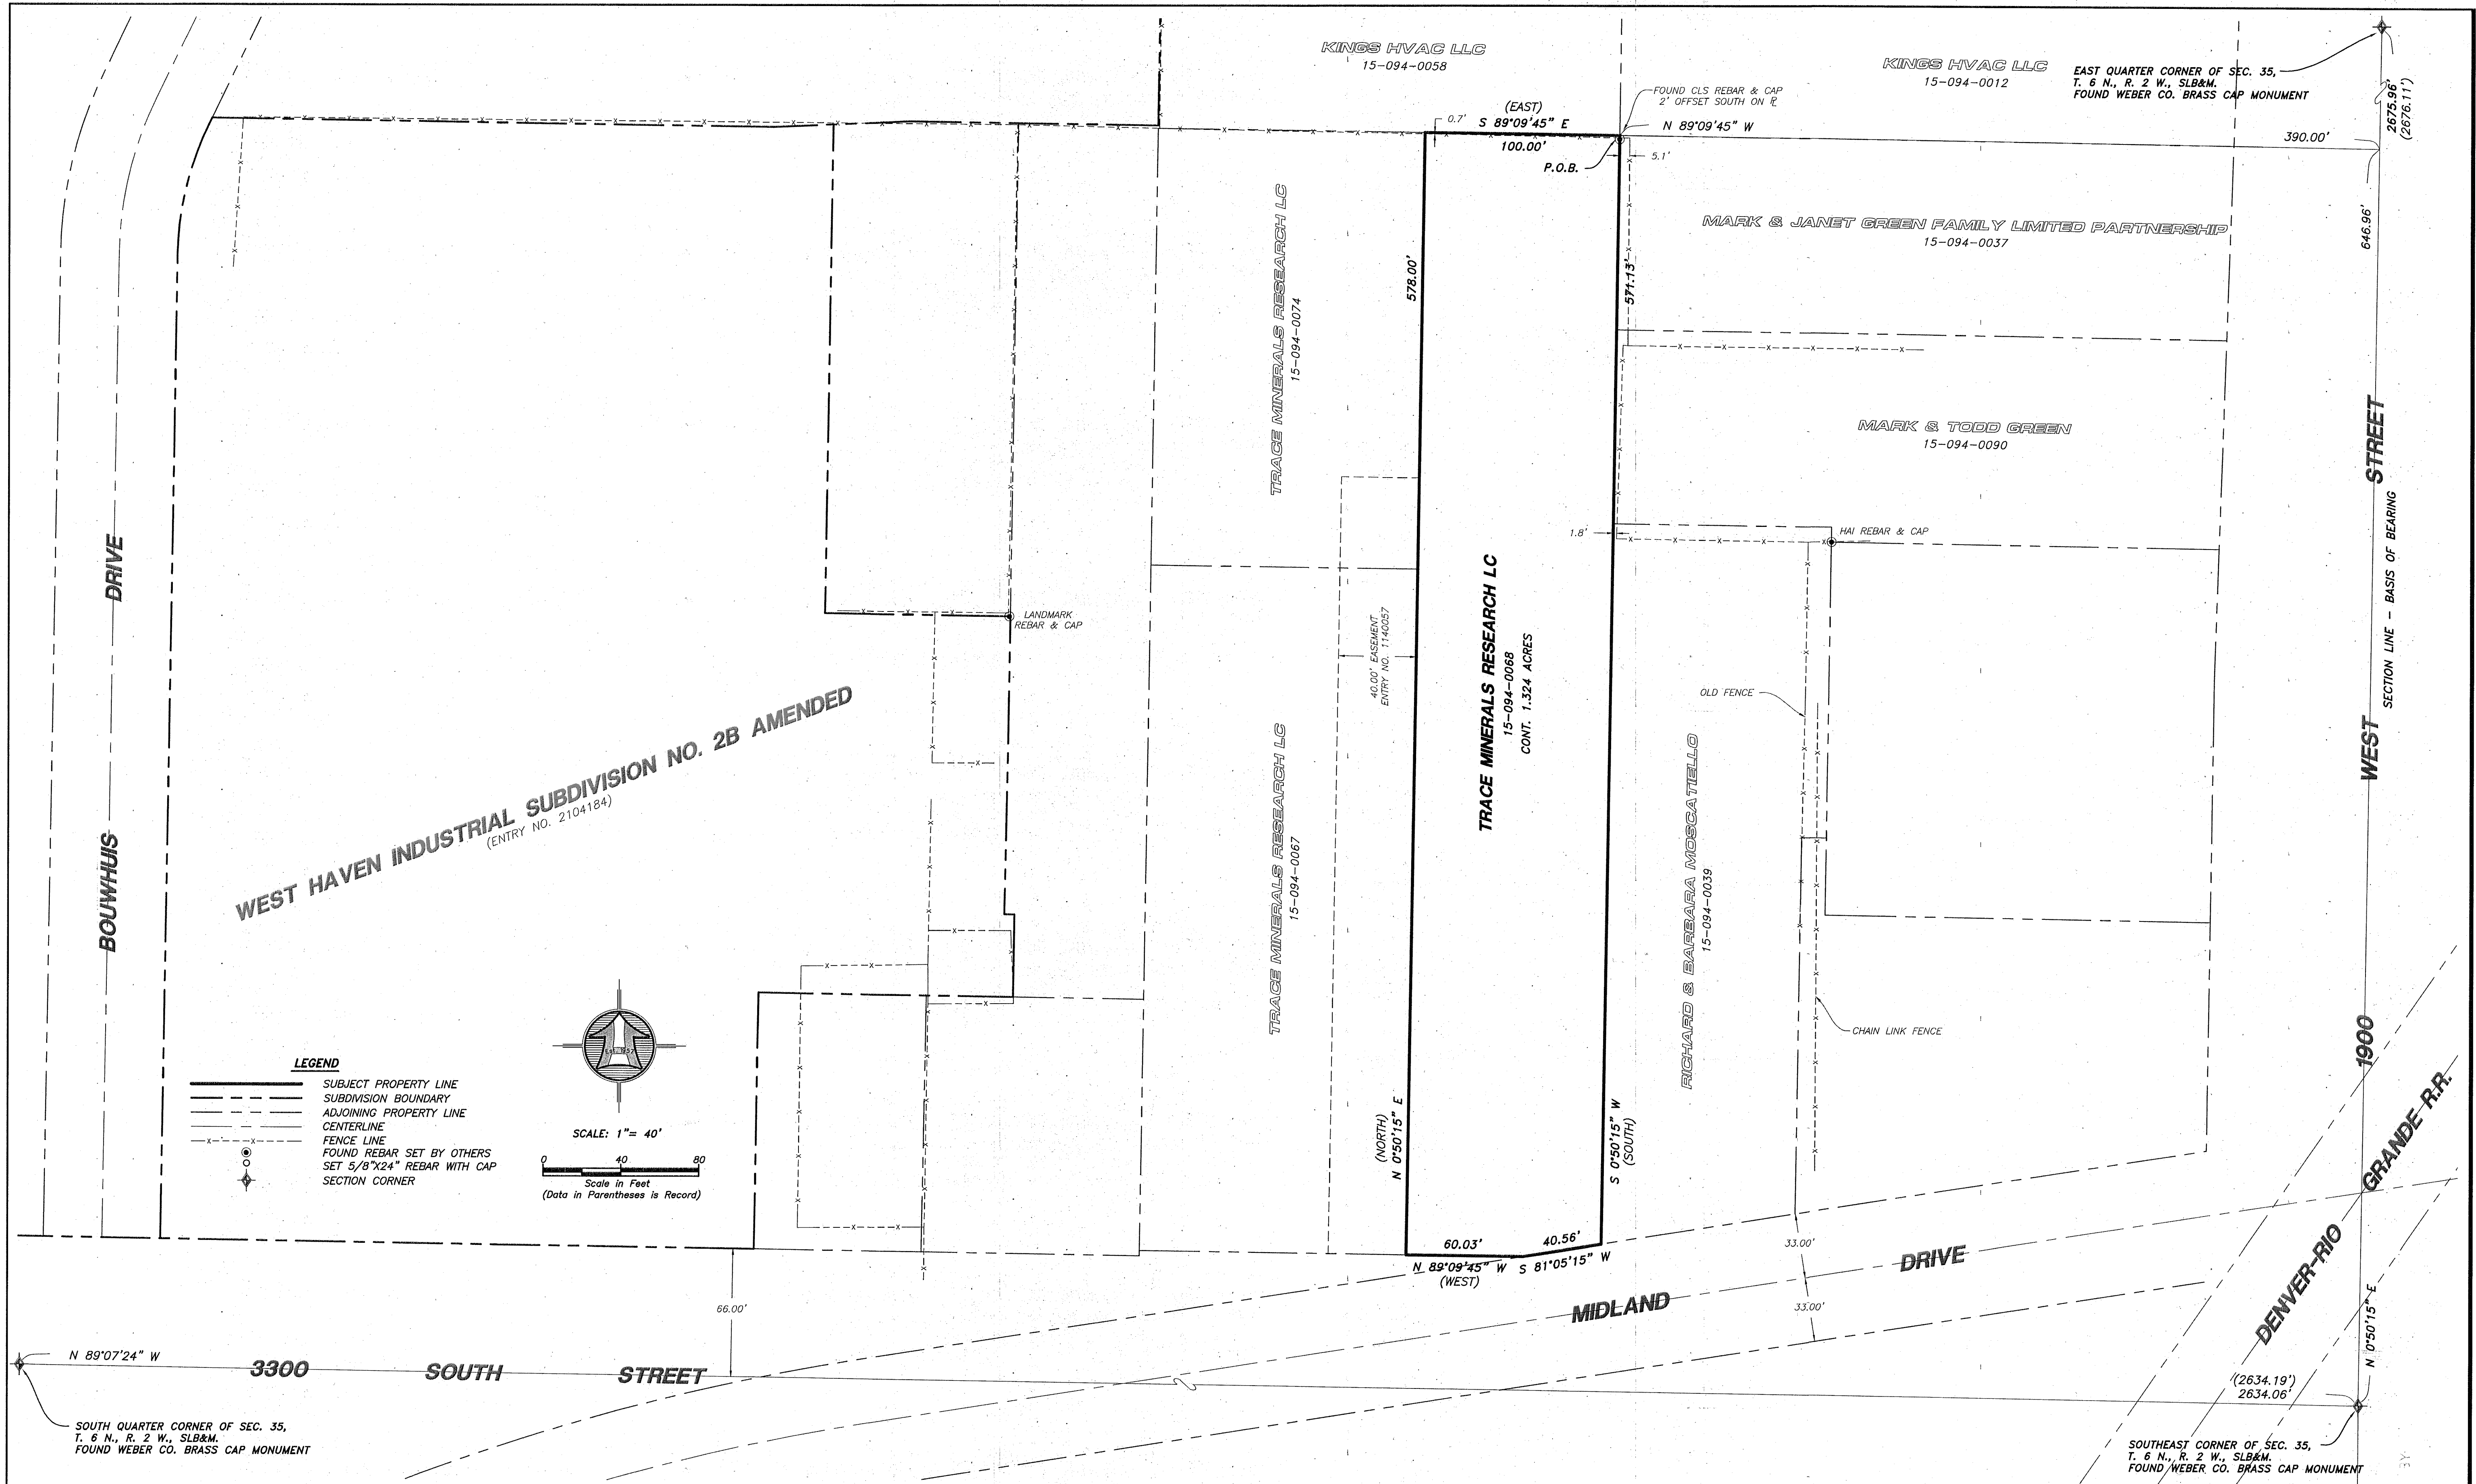 KINGS HVAC LLC
15-094-0058
KINGS HVAC LLC
15-094-0012
EAST QUARTER CORNER OF SEC. 35,
T. 6 N., R. 2 W., SLB&M.
FOUND WEBER CO. BRASS CAP MONUMENT
2675.96'
(2676.11')
FOUND CLS REBAR & CAP
2' OFFSET SOUTH ON ℞
(EAST)
S 89°09'45" E
100.00'
0.7'
N 89°09'45" W
390.00'
P.O.B.
5.1'
646.96'
MARK & JANET GREEN FAMILY LIMITED PARTNERSHIP
15-094-0037
578.00'
571.13'
TRACE MINERALS RESEARCH LC
15-094-0074
MARK & TODD GREEN
15-094-0090
1.8'
HAI REBAR & CAP
LANDMARK
REBAR & CAP
40.00' EASEMENT
ENTRY NO. 1140057
TRACE MINERALS RESEARCH LC
15-094-0068
CONT. 1.324 ACRES
OLD FENCE
CHAIN LINK FENCE
RICHARD & BARBARA MOSCATIELLO
15-094-0039
TRACE MINERALS RESEARCH LC
15-094-0067
WEST HAVEN INDUSTRIAL SUBDIVISION NO. 2B AMENDED
(ENTRY NO. 2104184)
BOUWHUIS DRIVE
1900 WEST STREET
SECTION LINE - BASIS OF BEARING
LEGEND
SUBJECT PROPERTY LINE
SUBDIVISION BOUNDARY
ADJOINING PROPERTY LINE
CENTERLINE
FENCE LINE
FOUND REBAR SET BY OTHERS
SET 5/8"X24" REBAR WITH CAP
SECTION CORNER
SCALE: 1"= 40'
0 40 80
Scale in Feet
(Data in Parentheses is Record)
(NORTH)
N 0°50'15" E
S 0°50'15" W
(SOUTH)
60.03'
40.56'
N 89°09'45" W
(WEST)
S 81°05'15" W
33.00'
33.00'
MIDLAND DRIVE
DENVER-RIO GRANDE R.R.
N 0°50'15" E
66.00'
N 89°07'24" W
3300 SOUTH STREET
(2634.19')
2634.06'
SOUTH QUARTER CORNER OF SEC. 35,
T. 6 N., R. 2 W., SLB&M.
FOUND WEBER CO. BRASS CAP MONUMENT
SOUTHEAST CORNER OF SEC. 35,
T. 6 N., R. 2 W., SLB&M.
FOUND WEBER CO. BRASS CAP MONUMENT